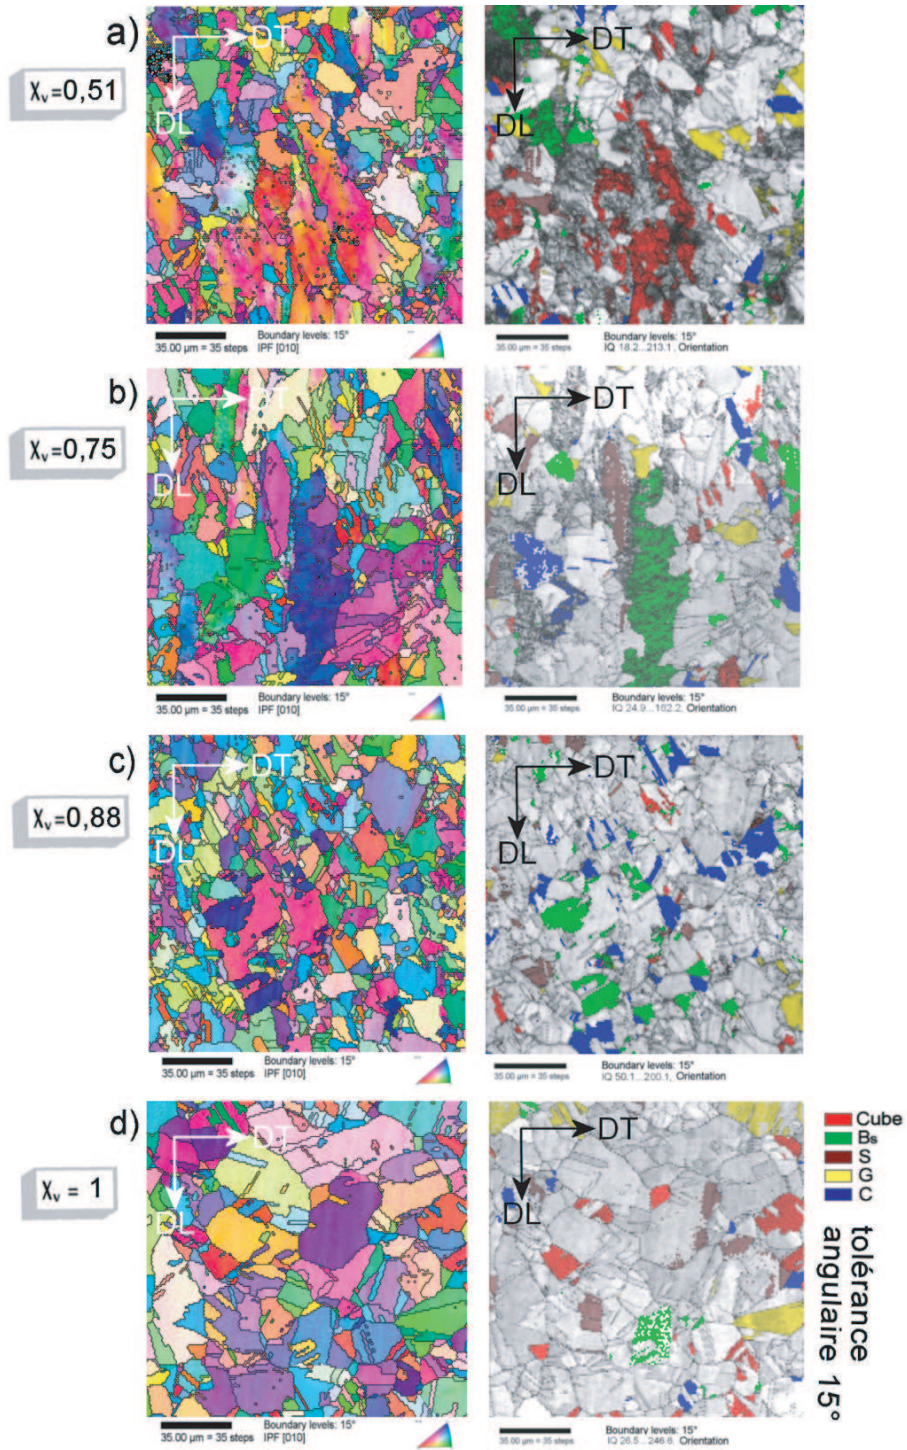 a)
DT
DT
χv=0,51
DL
DL
35.00 µm = 35 steps
Boundary levels: 15°
IPF [010]
35.00 µm = 35 steps
Boundary levels: 15°
IQ 18.2...213.1, Orientation
b)
DT
DT
χv=0,75
DL
DL
35.00 µm = 35 steps
Boundary levels: 15°
IPF [010]
35.00 µm = 35 steps
Boundary levels: 15°
IQ 24.9...162.2, Orientation
c)
DT
DT
χv=0,88
DL
DL
35.00 µm = 35 steps
Boundary levels: 15°
IPF [010]
35.00 µm = 35 steps
Boundary levels: 15°
IQ 50.1...200.1, Orientation
d)
DT
DT
χv = 1
DL
DL
35.00 µm = 35 steps
Boundary levels: 15°
IPF [010]
35.00 µm = 35 steps
Boundary levels: 15°
IQ 26.5...246.6, Orientation
Cube
Bs
S
G
C
tolérance
angulaire 15°